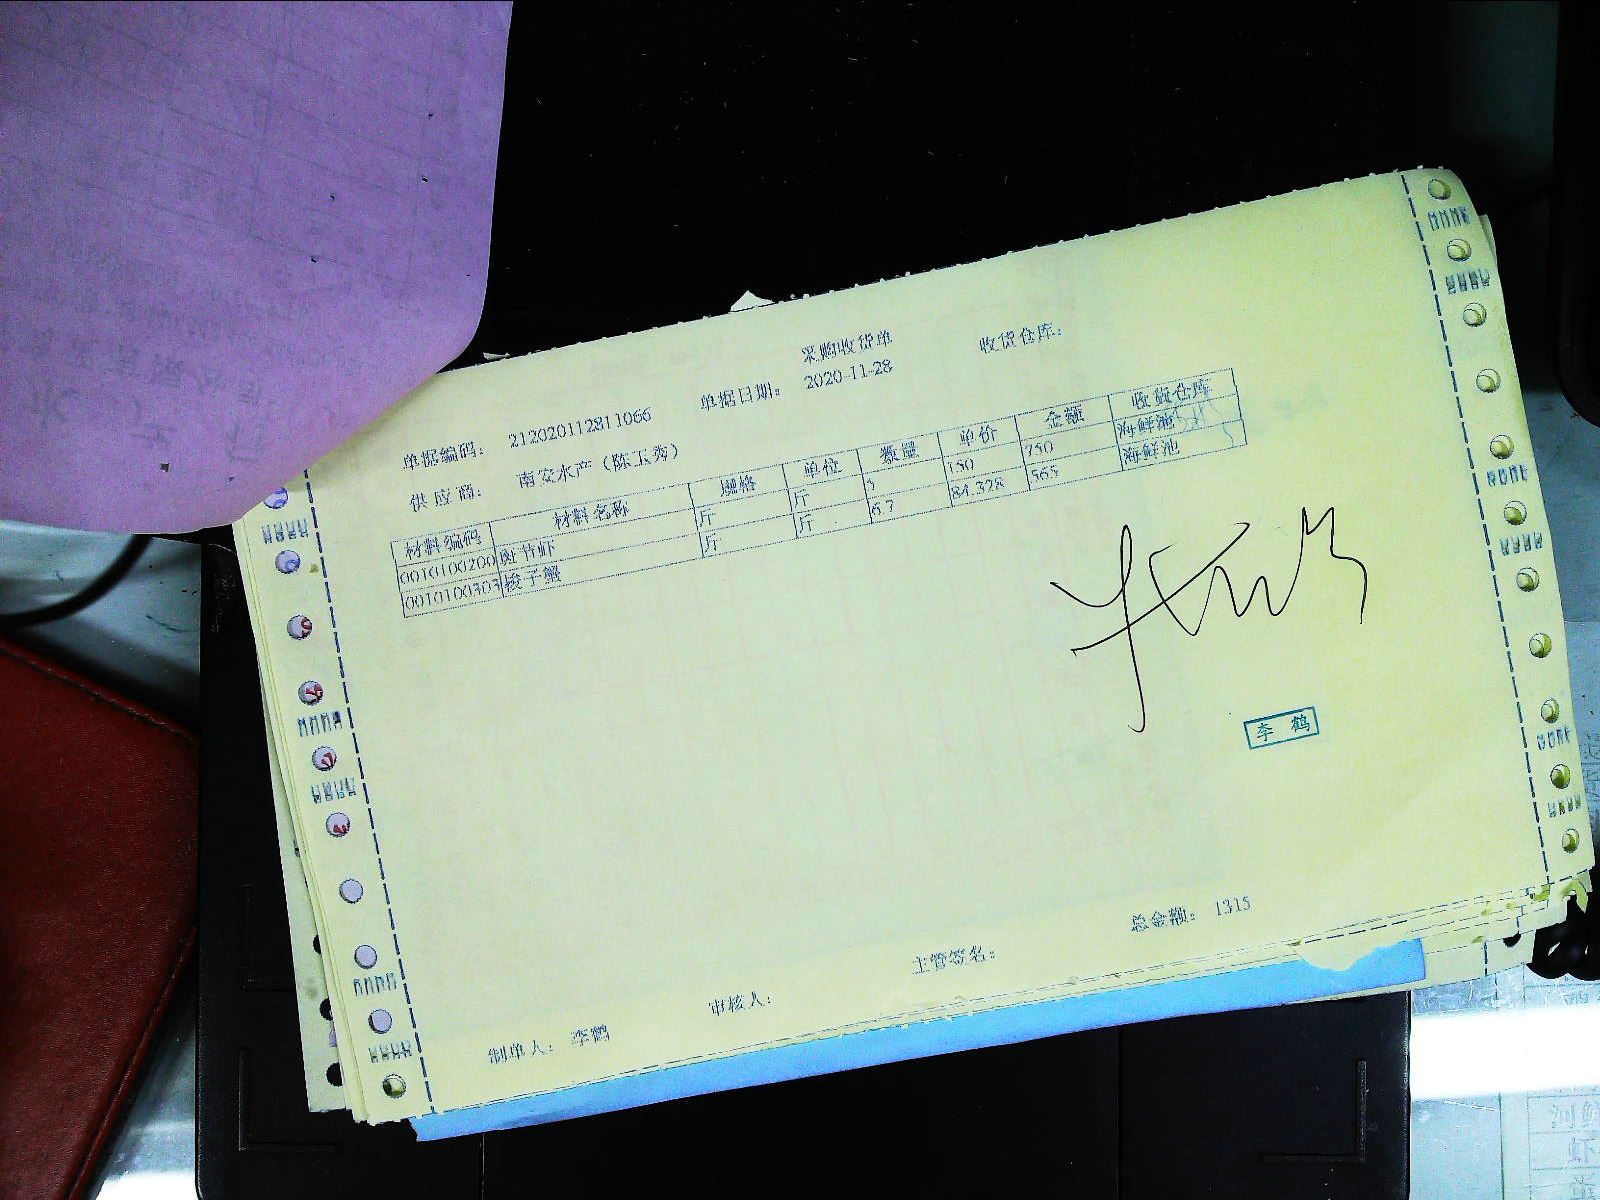 采购收货单
收货仓库：
单据编码： 212020112811066 单据日期： 2020-11-28
供应商： 南安水产（陈玉秀）
材料编码 材料名称 规格 单位 数量 单价 金额 收货仓库
0010100200 斑节虾 斤 斤 5 150 750 海鲜池
0010100303 梭子蟹 斤 斤 6.7 84.328 565 海鲜池
李鹤
总金额： 1315
制单人： 李鹤 审核人： 主管签名：